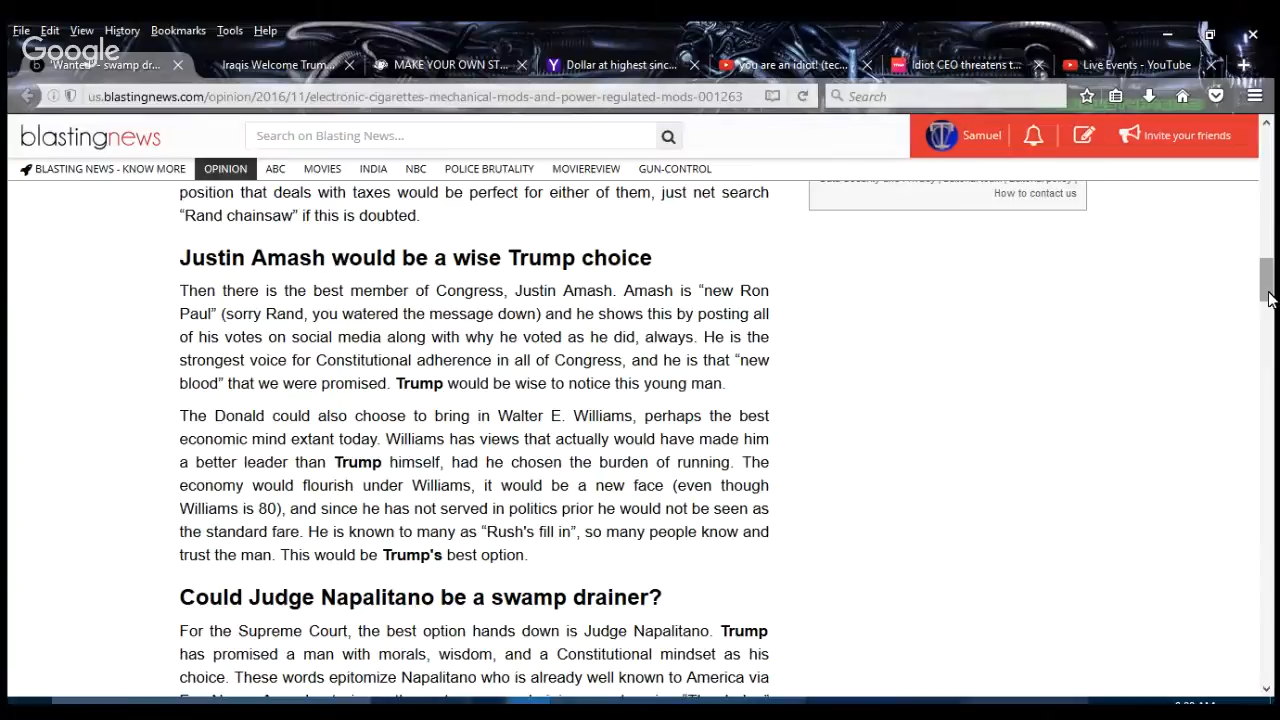 File Edit View History Bookmarks Tools Help
Google
"Wanted" - swamp dr... Iraqis Welcome Trum... MAKE YOUR OWN ST... Dollar at highest sinc... you are an idiot! (tec... Idiot CEO threatens t... Live Events - YouTube
us.blastingnews.com/opinion/2016/11/electronic-cigarettes-mechanical-mods-and-power-regulated-mods-001263 Search
blastingnews Search on Blasting News... Samuel Invite your friends
BLASTING NEWS - KNOW MORE OPINION ABC MOVIES INDIA NBC POLICE BRUTALITY MOVIEREVIEW GUN-CONTROL
position that deals with taxes would be perfect for either of them, just net search
“Rand chainsaw” if this is doubted.
How to contact us
Justin Amash would be a wise Trump choice
Then there is the best member of Congress, Justin Amash. Amash is “new Ron
Paul” (sorry Rand, you watered the message down) and he shows this by posting all
of his votes on social media along with why he voted as he did, always. He is the
strongest voice for Constitutional adherence in all of Congress, and he is that “new
blood” that we were promised. Trump would be wise to notice this young man.
The Donald could also choose to bring in Walter E. Williams, perhaps the best
economic mind extant today. Williams has views that actually would have made him
a better leader than Trump himself, had he chosen the burden of running. The
economy would flourish under Williams, it would be a new face (even though
Williams is 80), and since he has not served in politics prior he would not be seen as
the standard fare. He is known to many as “Rush's fill in”, so many people know and
trust the man. This would be Trump's best option.
Could Judge Napalitano be a swamp drainer?
For the Supreme Court, the best option hands down is Judge Napalitano. Trump
has promised a man with morals, wisdom, and a Constitutional mindset as his
choice. These words epitomize Napalitano who is already well known to America via